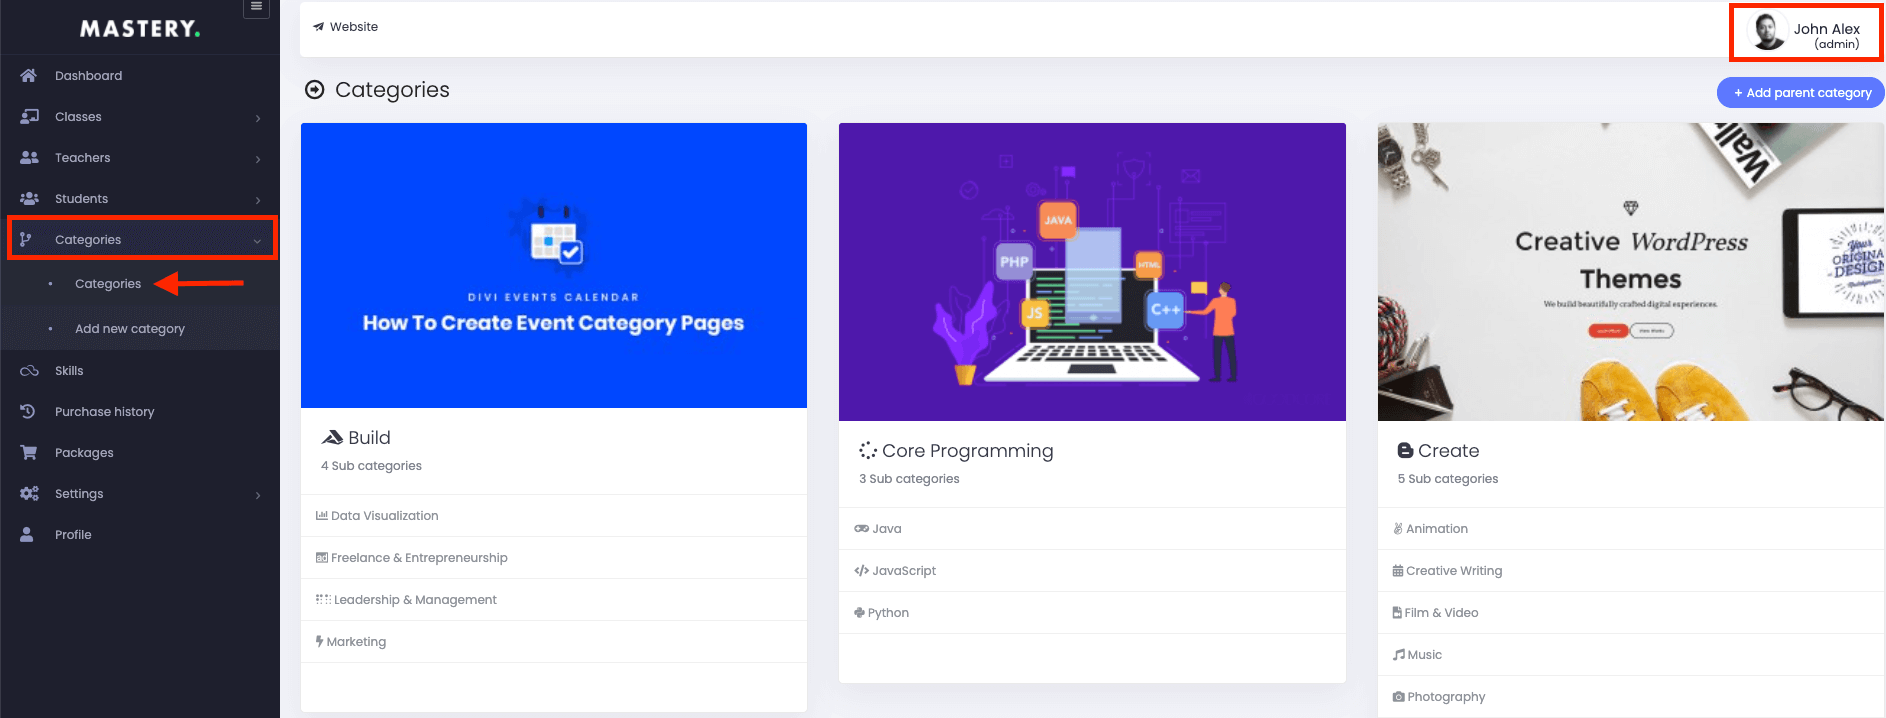 MASTERY.
Dashboard
Classes
Teachers
Students
Categories
Categories
Add new category
Skills
Purchase history
Packages
Settings
Profile
Website
John Alex
(admin)
Categories
+ Add parent category
DIVI EVENTS CALENDAR
How To Create Event Category Pages
Build
4 Sub categories
Data Visualization
Freelance & Entrepreneurship
Leadership & Management
Marketing
JAVA
PHP
HTML
JS
C++
Core Programming
3 Sub categories
Java
JavaScript
Python
Creative WordPress
Themes
We build beautifully crafted digital experiences.
Your
ORIGINAL
DESIGN
Create
5 Sub categories
Animation
Creative Writing
Film & Video
Music
Photography